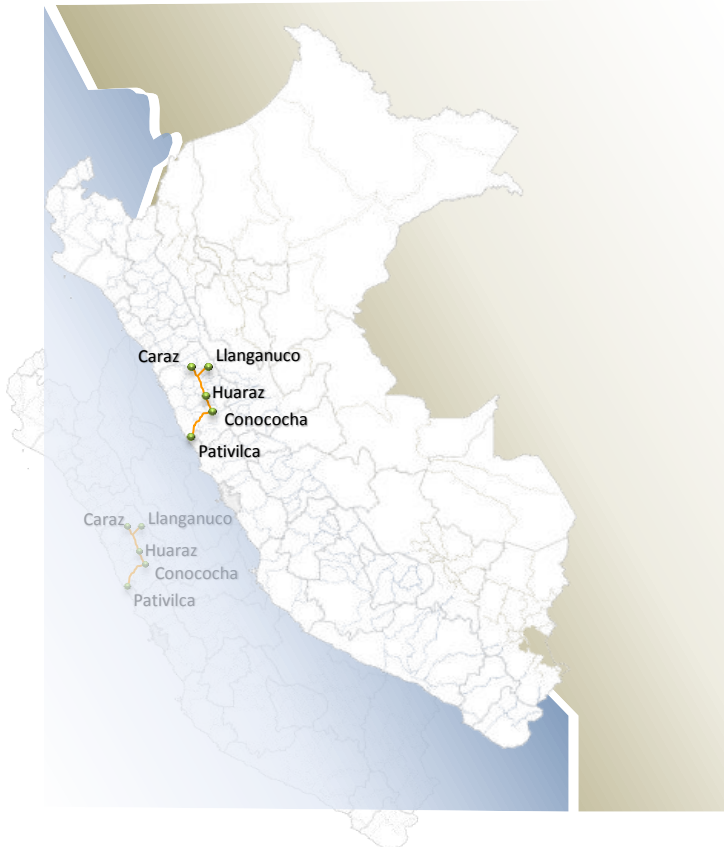 Caraz
Llanganuco
Huaraz
Conococha
Pativilca
Caraz
Llanganuco
Huaraz
Conococha
Pativilca